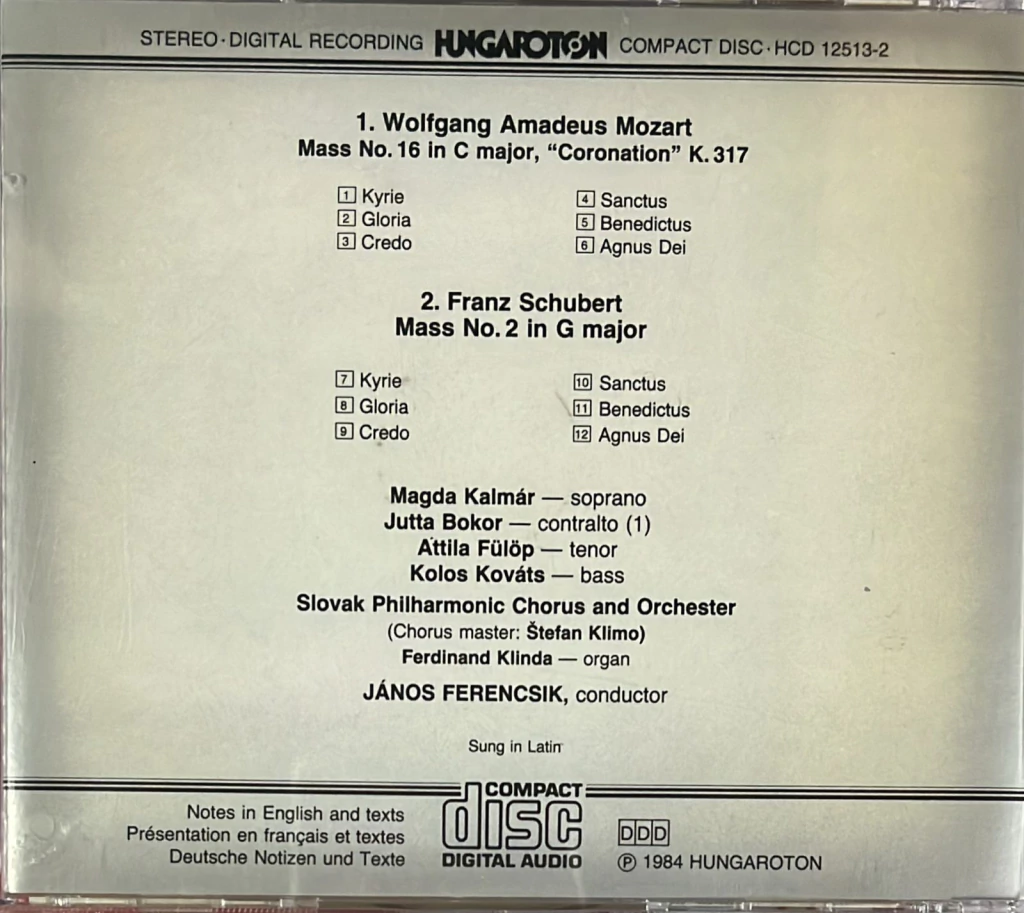 STEREO·DIGITAL RECORDING HUNGAROTON COMPACT DISC·HCD 12513-2
1. Wolfgang Amadeus Mozart
Mass No. 16 in C major, “Coronation” K. 317
1 Kyrie
2 Gloria
3 Credo
4 Sanctus
5 Benedictus
6 Agnus Dei
2. Franz Schubert
Mass No. 2 in G major
7 Kyrie
8 Gloria
9 Credo
10 Sanctus
11 Benedictus
12 Agnus Dei
Magda Kalmár — soprano
Jutta Bokor — contralto (1)
Attila Fülöp — tenor
Kolos Kováts — bass
Slovak Philharmonic Chorus and Orchester
(Chorus master: Štefan Klimo)
Ferdinand Klinda — organ
JÁNOS FERENCSIK, conductor
Sung in Latin
Notes in English and texts
Présentation en français et textes
Deutsche Notizen und Texte
COMPACT
disc
DIGITAL AUDIO
DDD
℗ 1984 HUNGAROTON